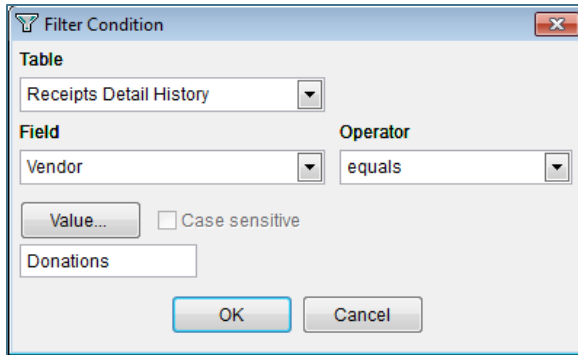 Filter Condition
Table
Receipts Detail History
Field Operator
Vendor equals
Value... Case sensitive
Donations
OK Cancel